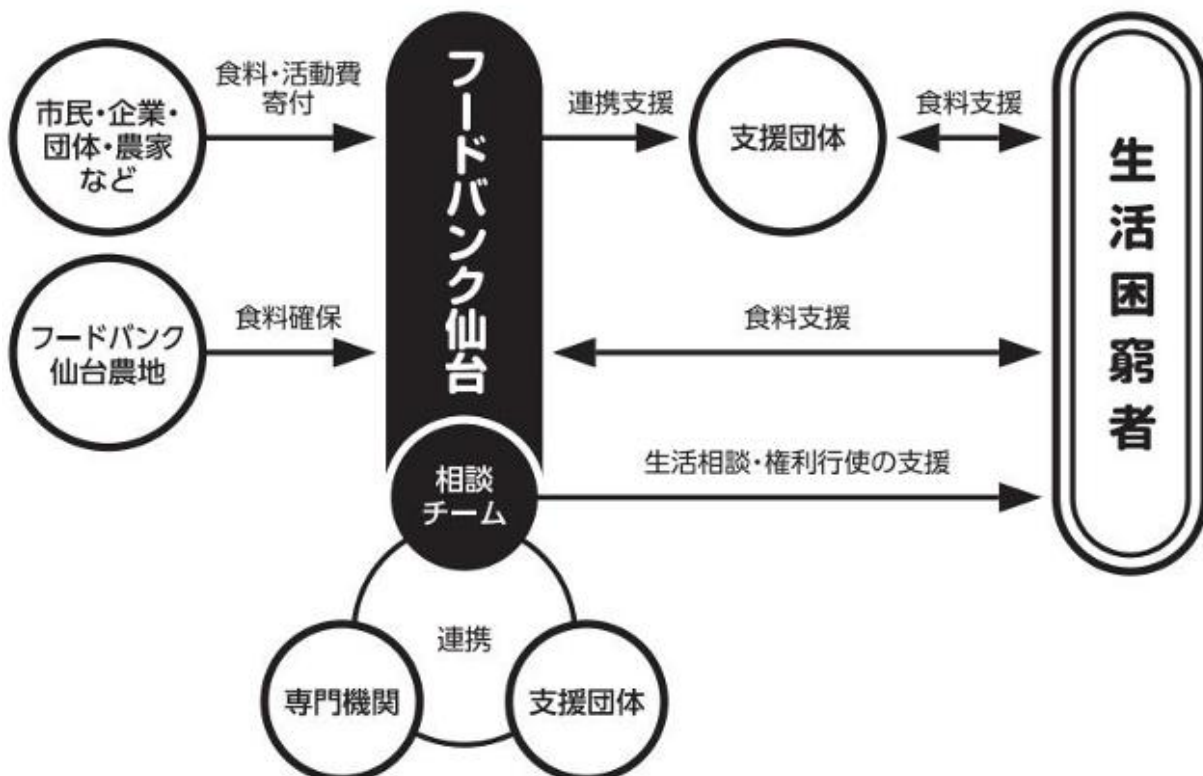 市民・企業・
団体・農家
など
食料・活動費
寄付
フードバンク仙台
連携支援
支援団体
食料支援
生活困窮者
フードバンク
仙台農地
食料確保
食料支援
相談
チーム
生活相談・権利行使の支援
連携
専門機関
支援団体